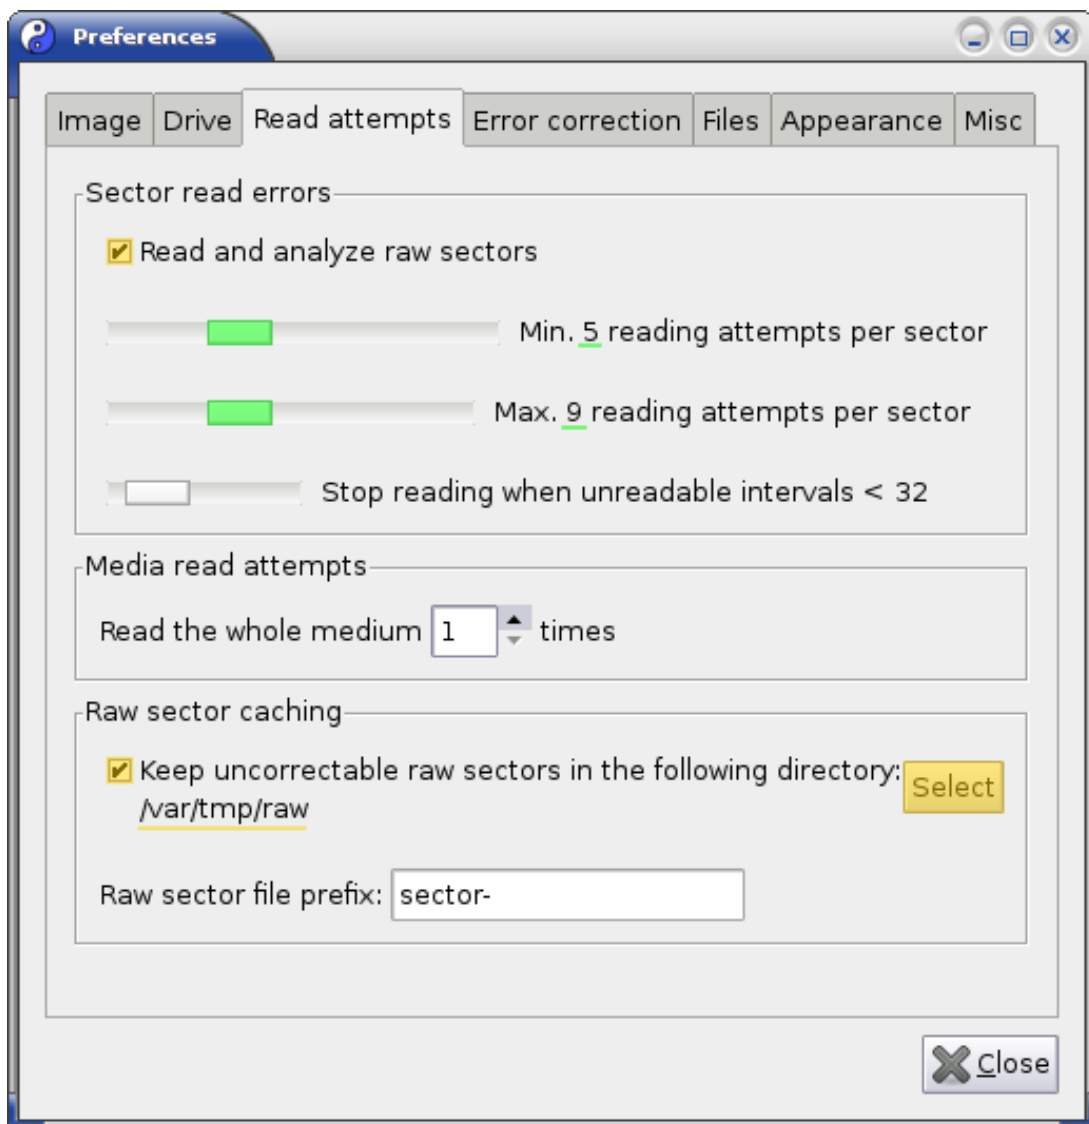 Preferences
Image Drive Read attempts Error correction Files Appearance Misc
Sector read errors
Read and analyze raw sectors
Min. 5 reading attempts per sector
Max. 9 reading attempts per sector
Stop reading when unreadable intervals < 32
Media read attempts
Read the whole medium 1 times
Raw sector caching
Keep uncorrectable raw sectors in the following directory: Select
/var/tmp/raw
Raw sector file prefix: sector-
Close